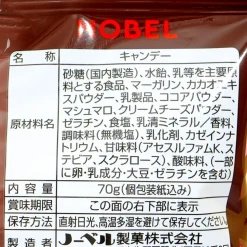 NOBEL
名称 キャンデー
砂糖(国内製造)、水飴、乳等を主要原
料とする食品、マーガリン、カカオニキ
スパウダー、乳製品、ココアパウダー、
マシュマロ、クリームチーズパウダー、
原材料名 ゼラチン、食塩、乳清ミネラル/香料、
調味料(無機塩)、乳化剤、カゼインナ
トリウム、甘味料(アセスルファムK、ス
テビア、スクラロース)、酸味料、(一部
に卵・乳成分・大豆・ゼラチンを含む)
内容量 70g(個包装紙込み)
賞味期限 この面の右下部に表示
保存方法 直射日光、高温多湿を避けて保存してください。
製造者 ノーベル製菓株式会社